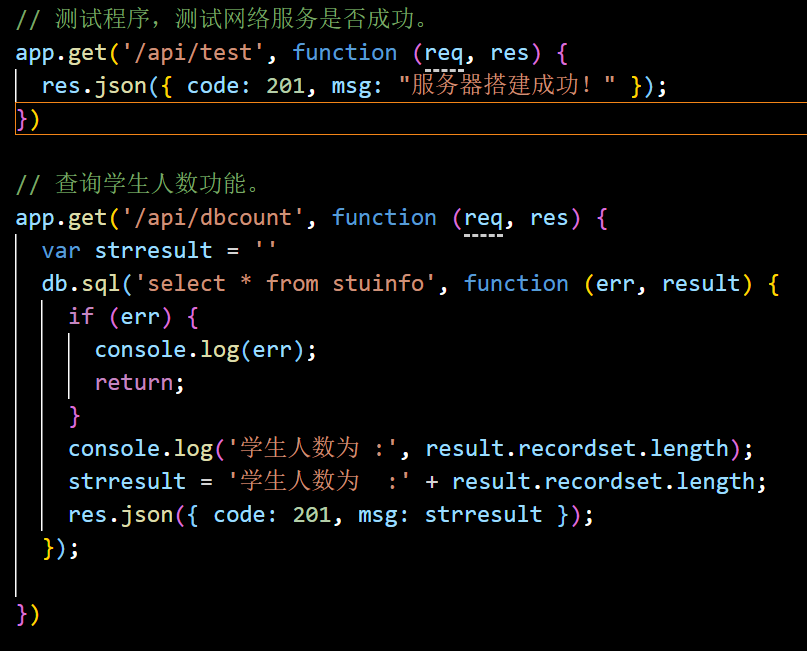 // 测试程序，测试网络服务是否成功。
app.get('/api/test', function (req, res) {
  res.json({ code: 201, msg: "服务器搭建成功！" });
})

// 查询学生人数功能。
app.get('/api/dbcount', function (req, res) {
  var strresult = ''
  db.sql('select * from stuinfo', function (err, result) {
    if (err) {
      console.log(err);
      return;
    }
    console.log('学生人数为 :', result.recordset.length);
    strresult = '学生人数为  :' + result.recordset.length;
    res.json({ code: 201, msg: strresult });
  });

})